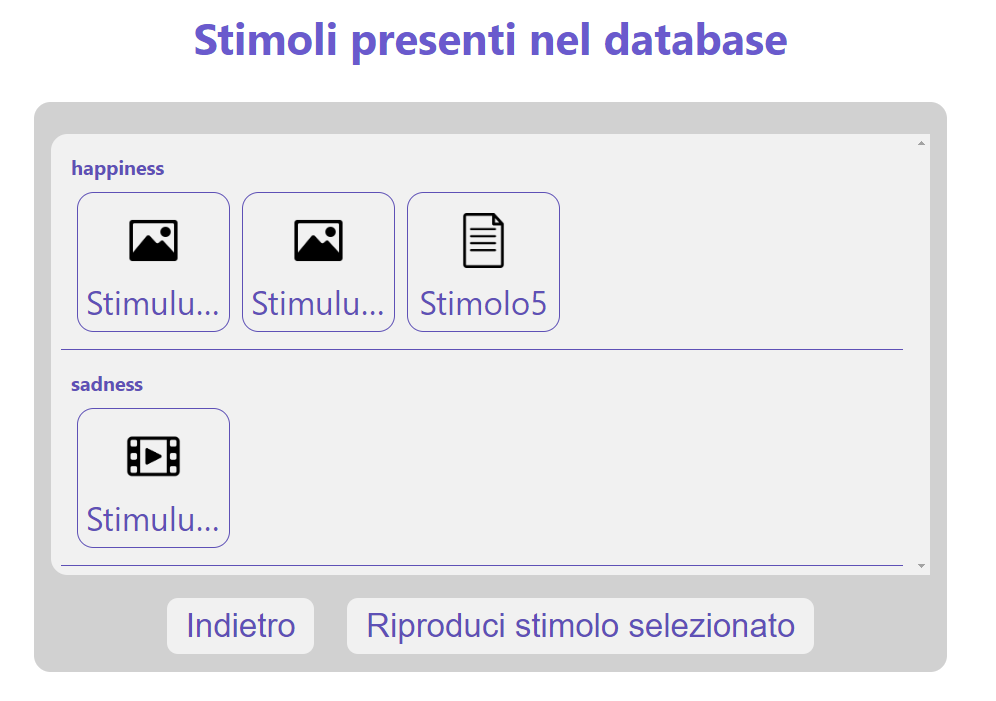 Stimoli presenti nel database
happiness
Stimulu... Stimulu... Stimolo5
sadness
Stimulu...
Indietro Riproduci stimolo selezionato